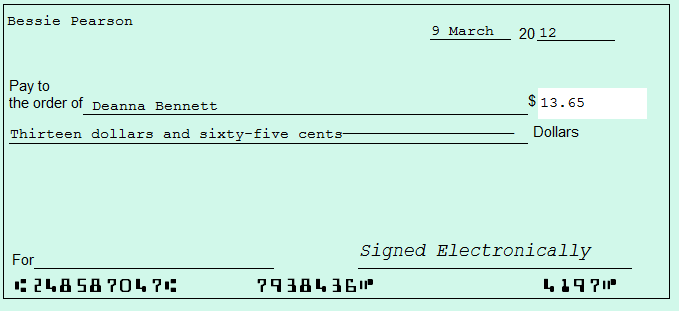 Bessie Pearson
9 March 2012
Pay to
the order of Deanna Bennett $ 13.65
Thirteen dollars and sixty-five cents Dollars
Signed Electronically
For
⑆248587047⑆ 7938436⑈ 4197⑈